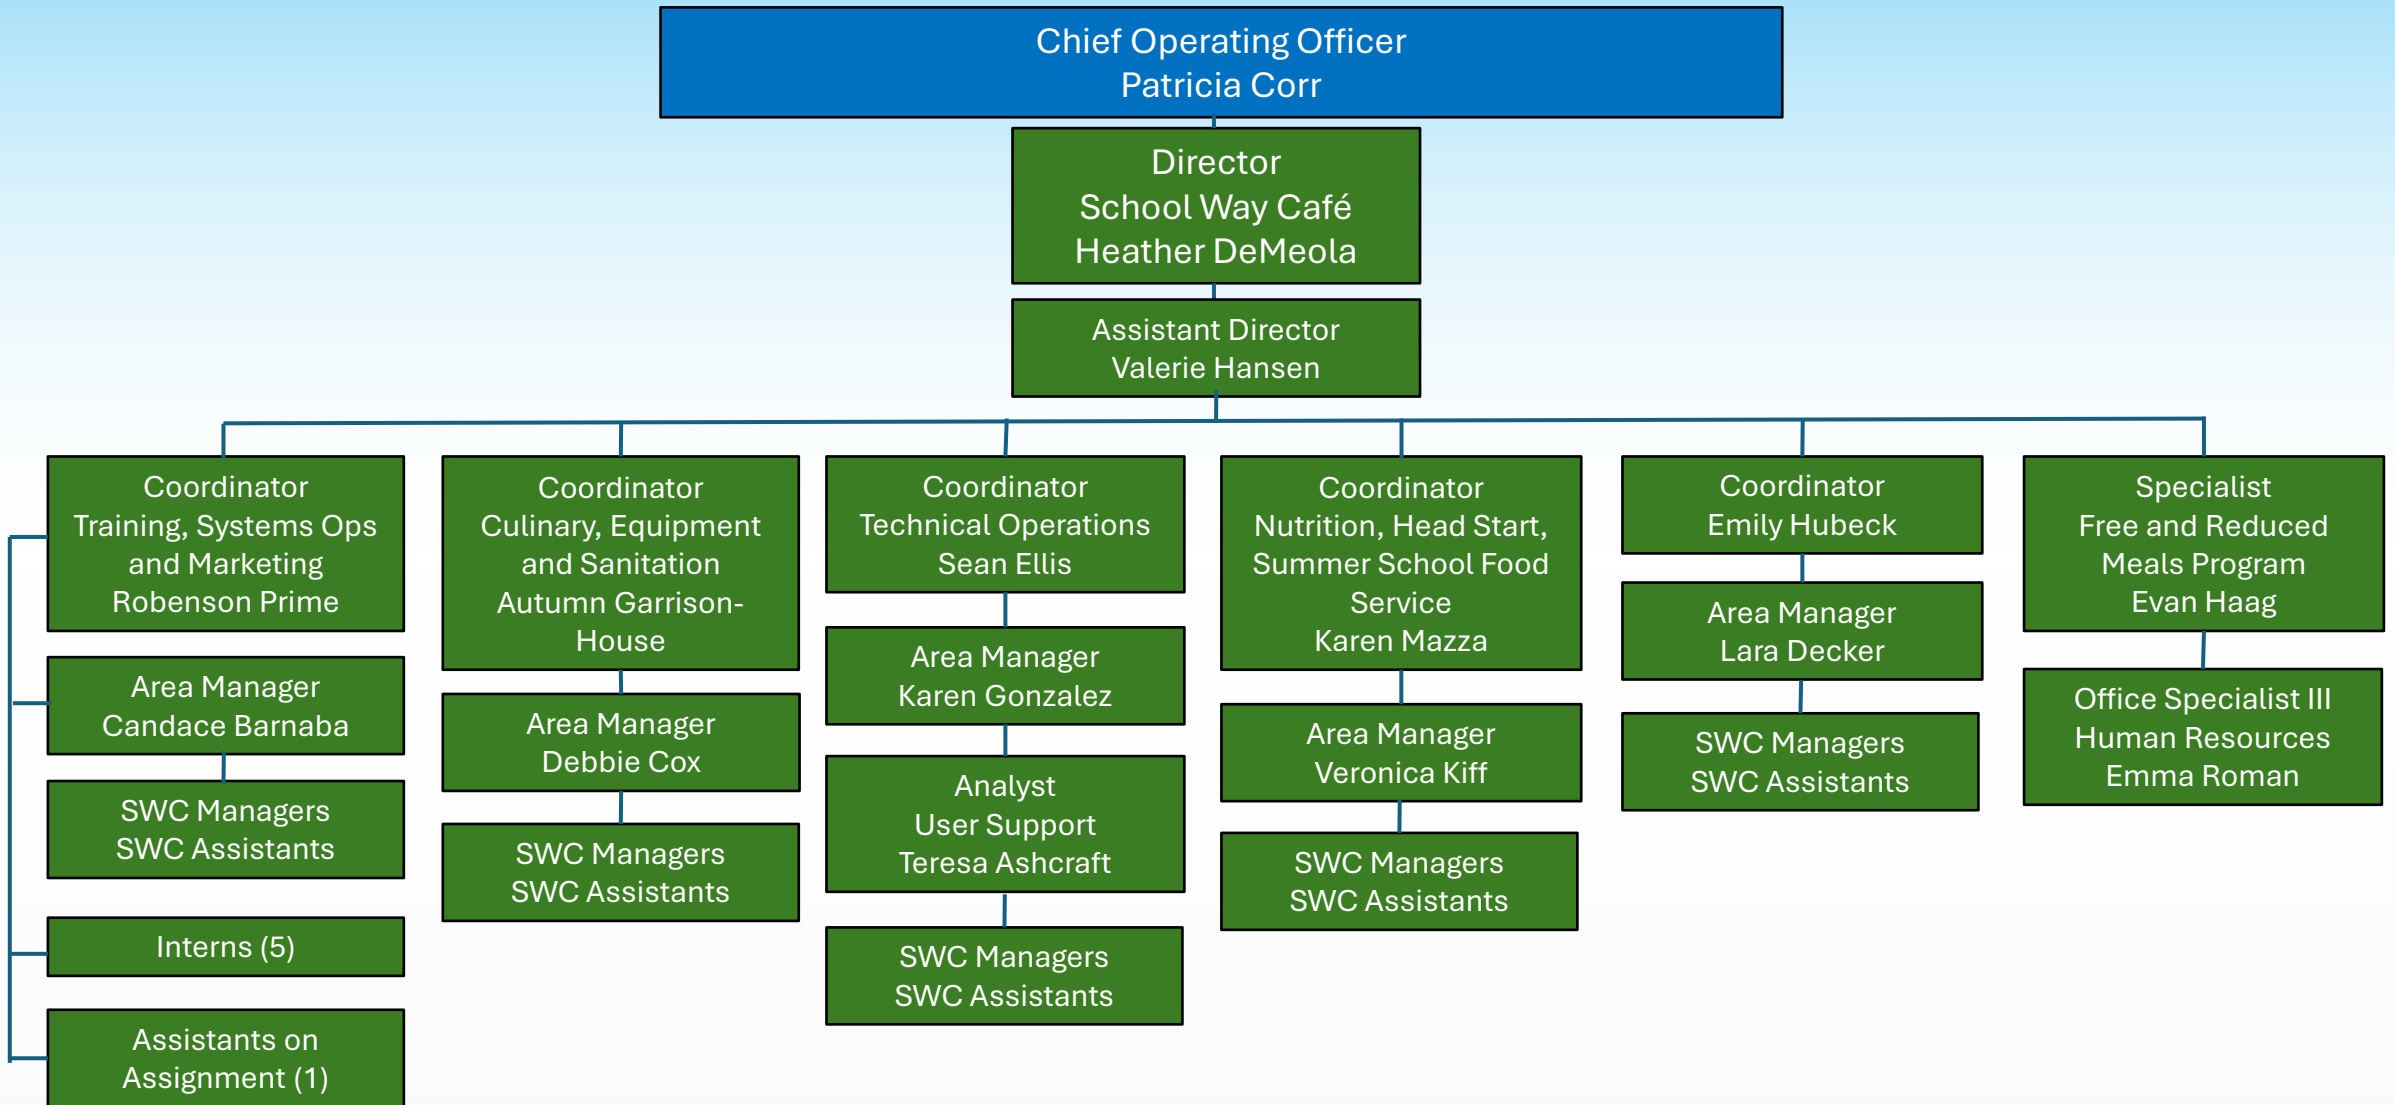 Chief Operating Officer
Patricia Corr
Director
School Way Café
Heather DeMeola
Assistant Director
Valerie Hansen
Coordinator
Training, Systems Ops
and Marketing
Robenson Prime
Area Manager
Candace Barnaba
SWC Managers
SWC Assistants
Interns (5)
Assistants on
Assignment (1)
Coordinator
Culinary, Equipment
and Sanitation
Autumn Garrison-
House
Area Manager
Debbie Cox
SWC Managers
SWC Assistants
Coordinator
Technical Operations
Sean Ellis
Area Manager
Karen Gonzalez
Analyst
User Support
Teresa Ashcraft
SWC Managers
SWC Assistants
Coordinator
Nutrition, Head Start,
Summer School Food
Service
Karen Mazza
Area Manager
Veronica Kiff
SWC Managers
SWC Assistants
Coordinator
Emily Hubeck
Area Manager
Lara Decker
SWC Managers
SWC Assistants
Specialist
Free and Reduced
Meals Program
Evan Haag
Office Specialist III
Human Resources
Emma Roman